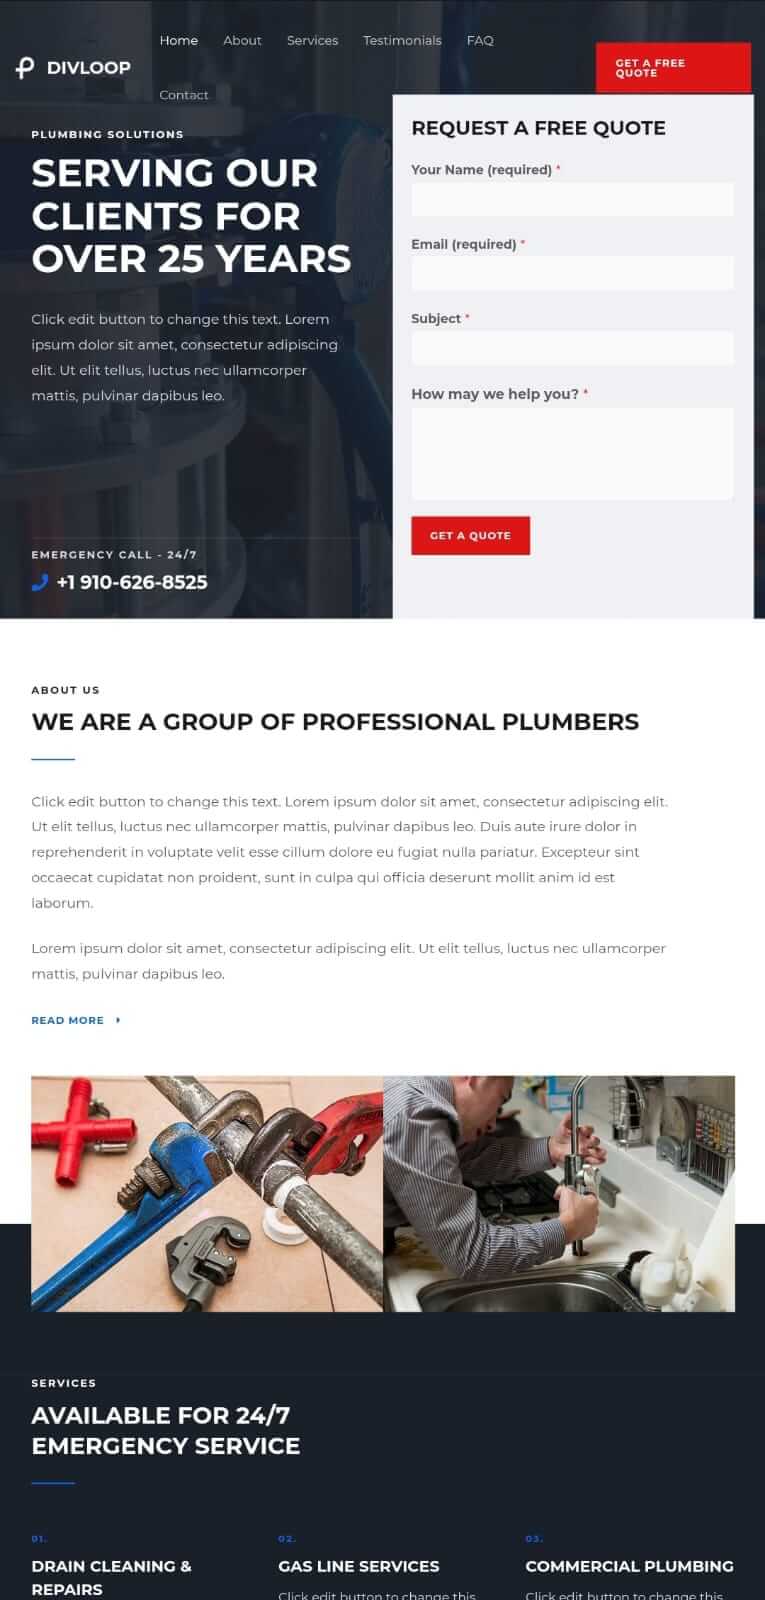 DIVLOOP
Home About Services Testimonials FAQ
Contact
GET A FREE
QUOTE
PLUMBING SOLUTIONS
SERVING OUR
CLIENTS FOR
OVER 25 YEARS
Click edit button to change this text. Lorem
ipsum dolor sit amet, consectetur adipiscing
elit. Ut elit tellus, luctus nec ullamcorper
mattis, pulvinar dapibus leo.
EMERGENCY CALL - 24/7
+1 910-626-8525
REQUEST A FREE QUOTE
Your Name (required) *
Email (required) *
Subject *
How may we help you? *
GET A QUOTE
ABOUT US
WE ARE A GROUP OF PROFESSIONAL PLUMBERS
Click edit button to change this text. Lorem ipsum dolor sit amet, consectetur adipiscing elit.
Ut elit tellus, luctus nec ullamcorper mattis, pulvinar dapibus leo. Duis aute irure dolor in
reprehenderit in voluptate velit esse cillum dolore eu fugiat nulla pariatur. Excepteur sint
occaecat cupidatat non proident, sunt in culpa qui officia deserunt mollit anim id est
laborum.
Lorem ipsum dolor sit amet, consectetur adipiscing elit. Ut elit tellus, luctus nec ullamcorper
mattis, pulvinar dapibus leo.
READ MORE
SERVICES
AVAILABLE FOR 24/7
EMERGENCY SERVICE
01.
DRAIN CLEANING &
REPAIRS
02.
GAS LINE SERVICES
Click edit button to change this
03.
COMMERCIAL PLUMBING
Click edit button to change this